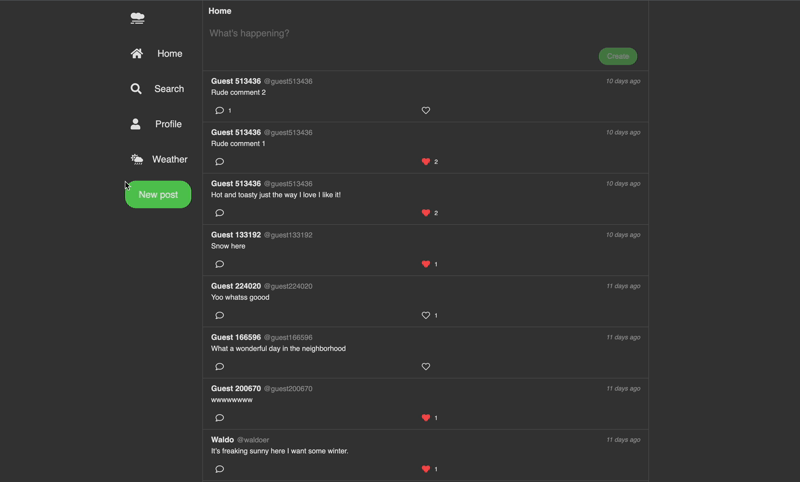 Home
Home
What's happening?
Create
Search
Profile
Weather
New post
Guest 513436 @guest513436 10 days ago
Rude comment 2
1
Guest 513436 @guest513436 10 days ago
Rude comment 1
2
Guest 513436 @guest513436 10 days ago
Hot and toasty just the way I love I like it!
2
Guest 133192 @guest133192 10 days ago
Snow here
1
Guest 224020 @guest224020 11 days ago
Yoo whatss goood
1
Guest 166596 @guest166596 11 days ago
What a wonderful day in the neighborhood
Guest 200670 @guest200670 11 days ago
wwwwwwww
1
Waldo @waldoer 11 days ago
It's freaking sunny here I want some winter.
1